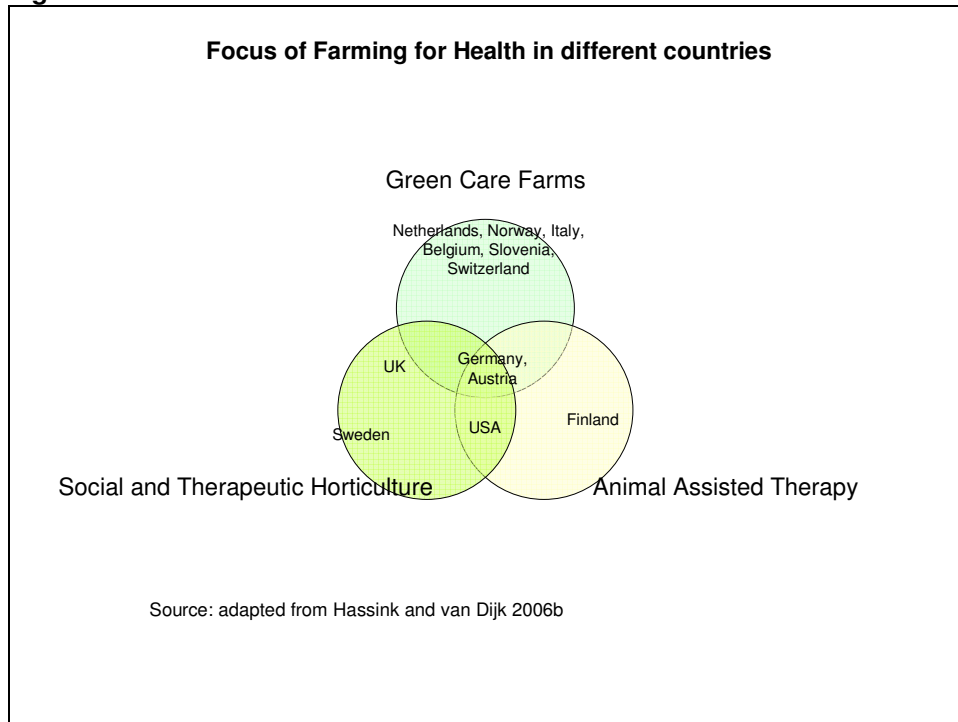 Focus of Farming for Health in different countries
Green Care Farms
Netherlands, Norway, Italy,
Belgium, Slovenia,
Switzerland
UK
Germany,
Austria
Sweden
USA
Finland
Social and Therapeutic Horticulture
Animal Assisted Therapy
Source: adapted from Hassink and van Dijk 2006b